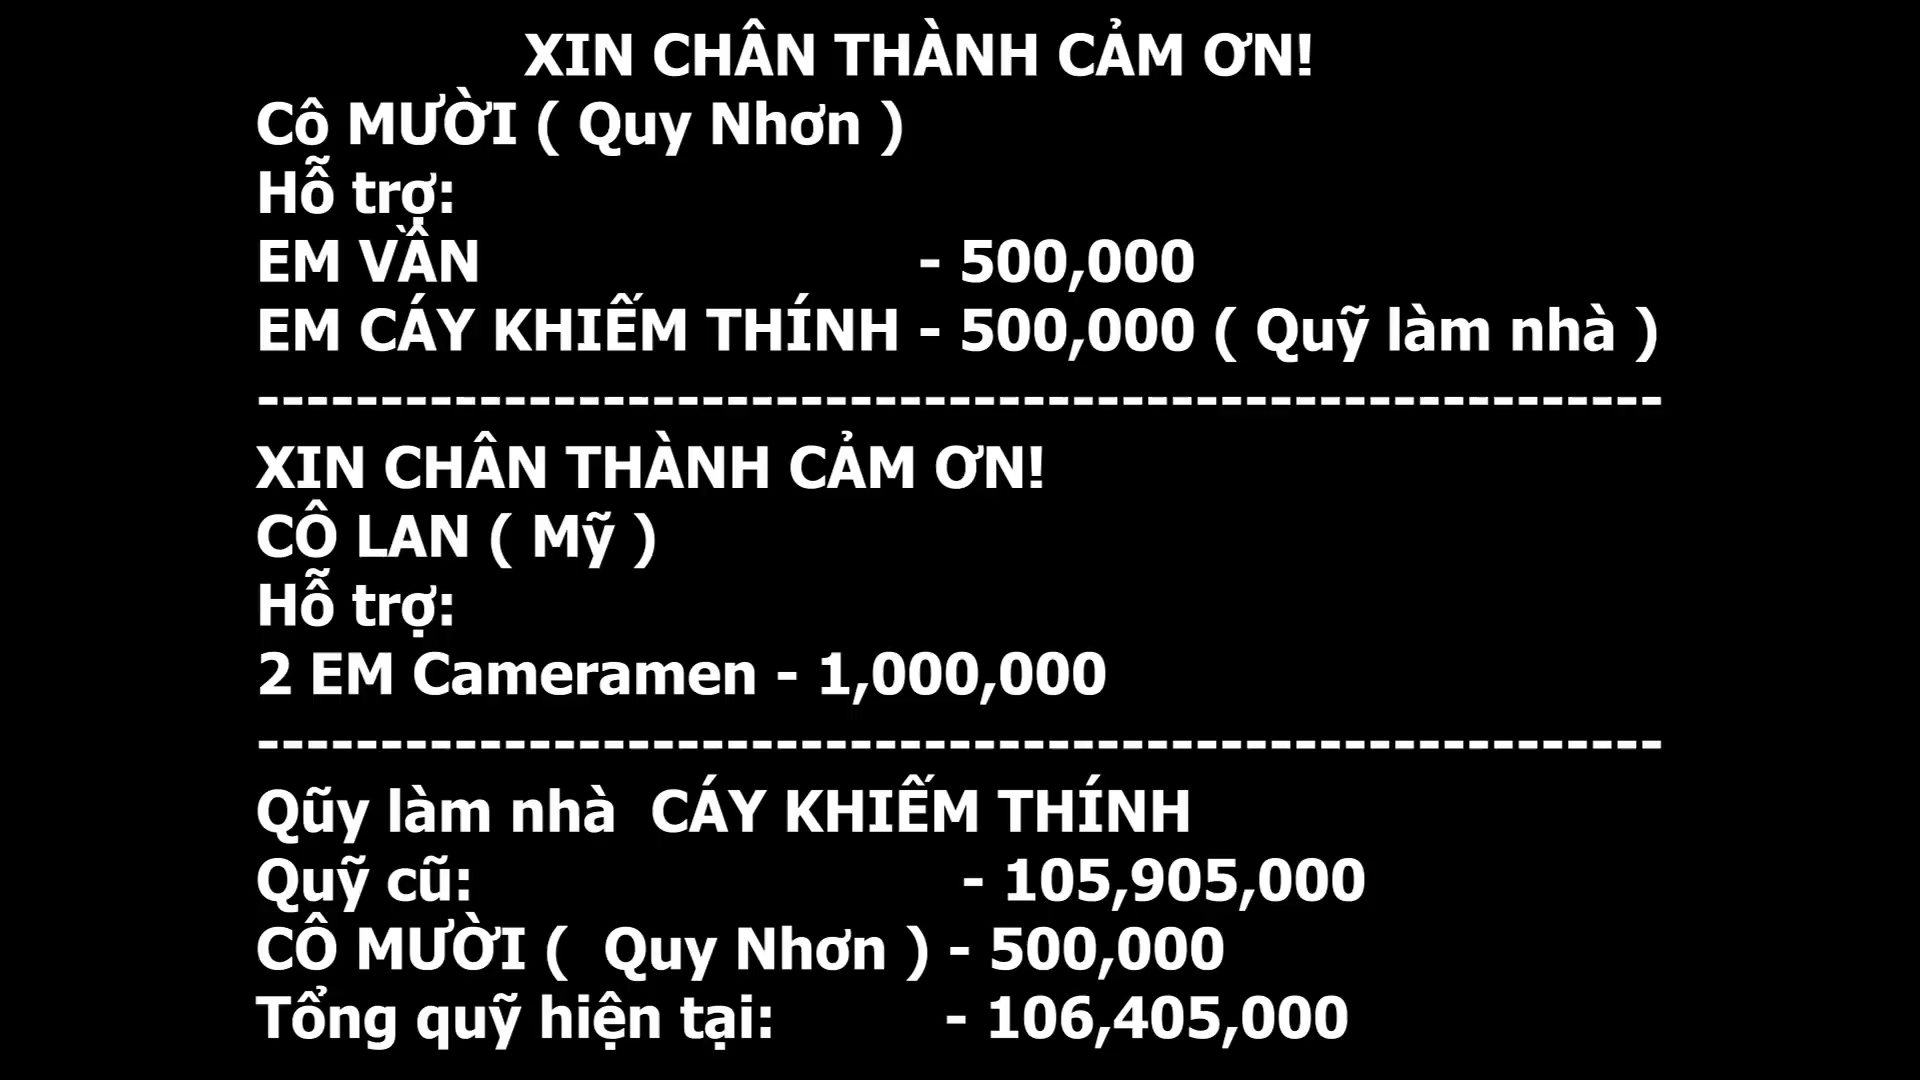 XIN CHÂN THÀNH CẢM ƠN!
Cô MƯỜI ( Quy Nhơn )
Hỗ trợ:
EM VẦN - 500,000
EM CÁY KHIẾM THÍNH - 500,000 ( Quỹ làm nhà )
---------------------------------------------------------
XIN CHÂN THÀNH CẢM ƠN!
CÔ LAN ( Mỹ )
Hỗ trợ:
2 EM Cameramen - 1,000,000
---------------------------------------------------------
Qũy làm nhà  CÁY KHIẾM THÍNH
Quỹ cũ: - 105,905,000
CÔ MƯỜI (  Quy Nhơn ) - 500,000
Tổng quỹ hiện tại: - 106,405,000